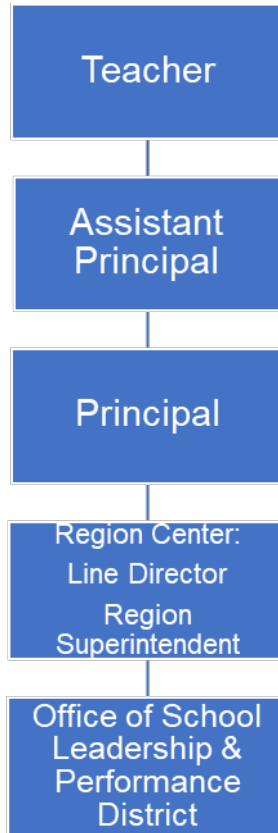 Teacher
Assistant
Principal
Principal
Region Center:
Line Director
Region
Superintendent
Office of School
Leadership &
Performance
District